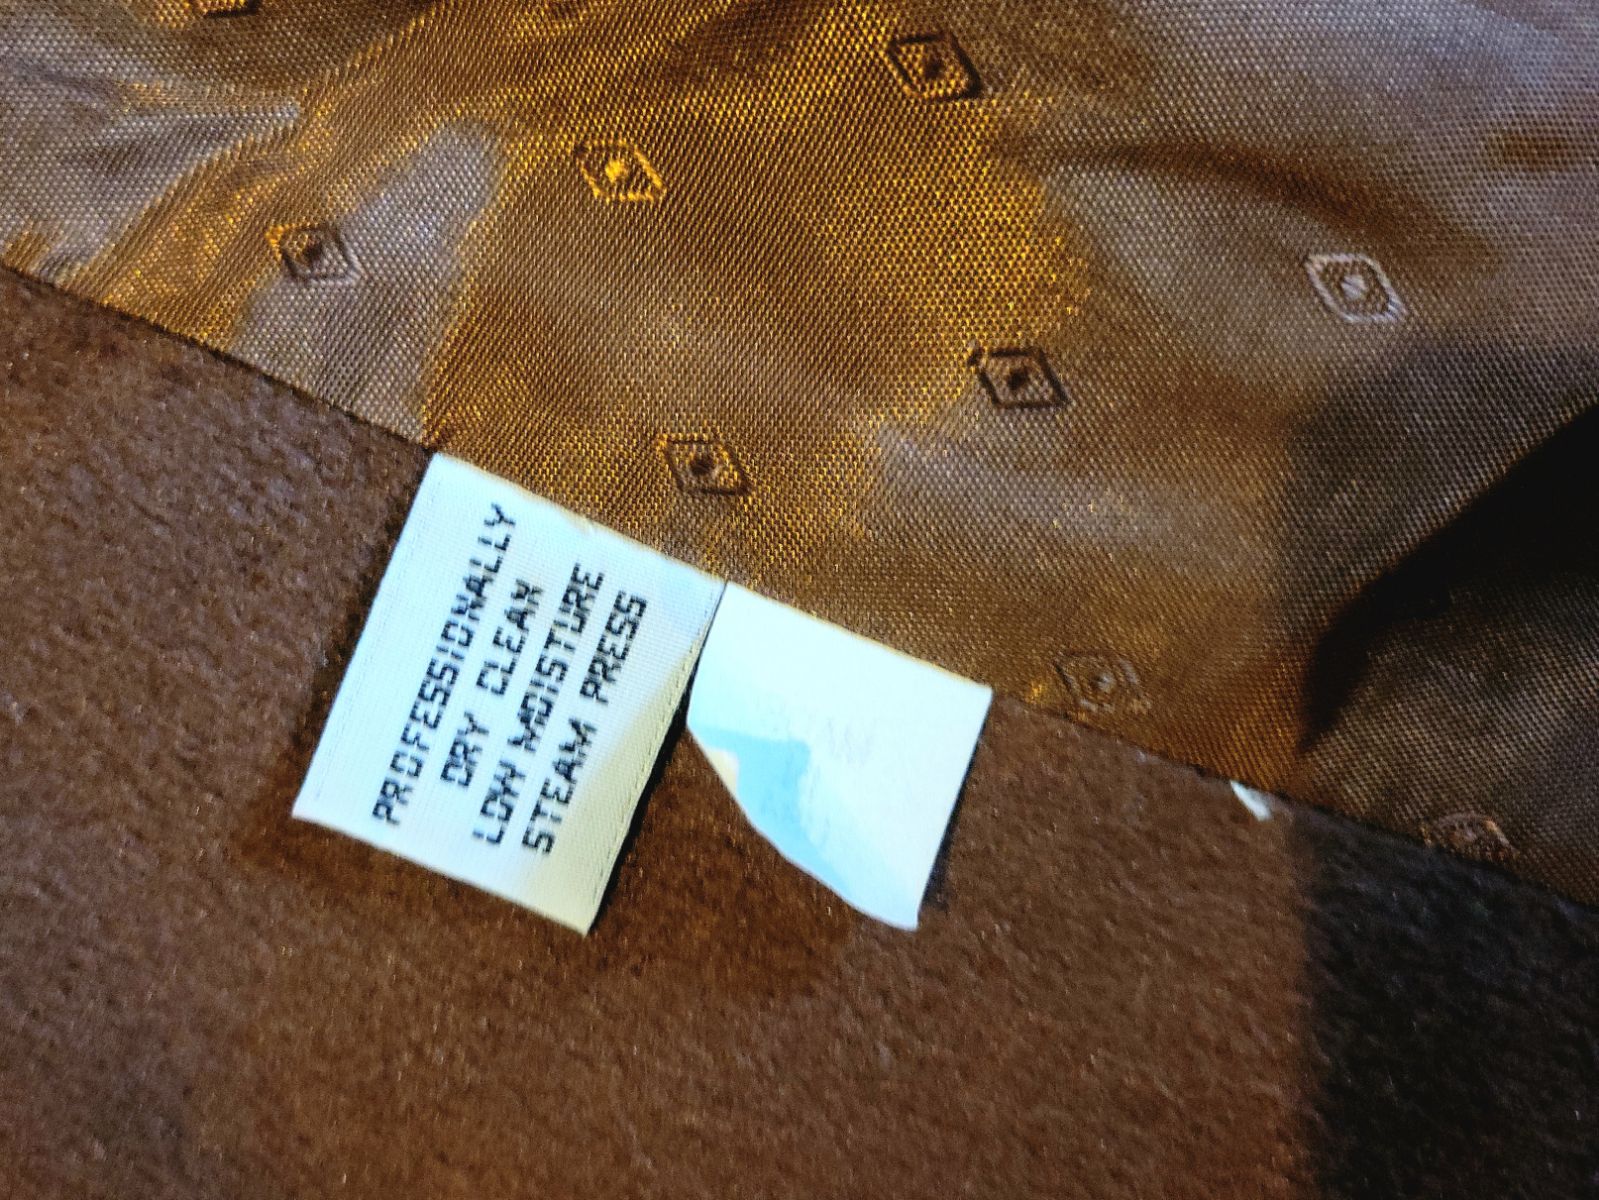 PROFESSIONALLY
DRY CLEAN
LOW MOISTURE
STEAM PRESS